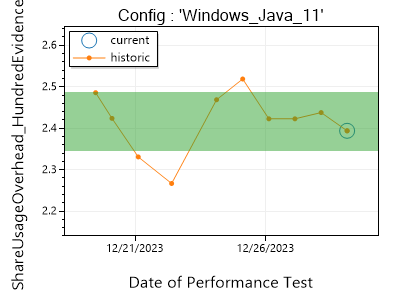 Config : 'Windows_Java_11'
ShareUsageOverhead_HundredEvidence
2.6
2.5
2.4
2.3
2.2
current
historic
12/21/2023
12/26/2023
Date of Performance Test